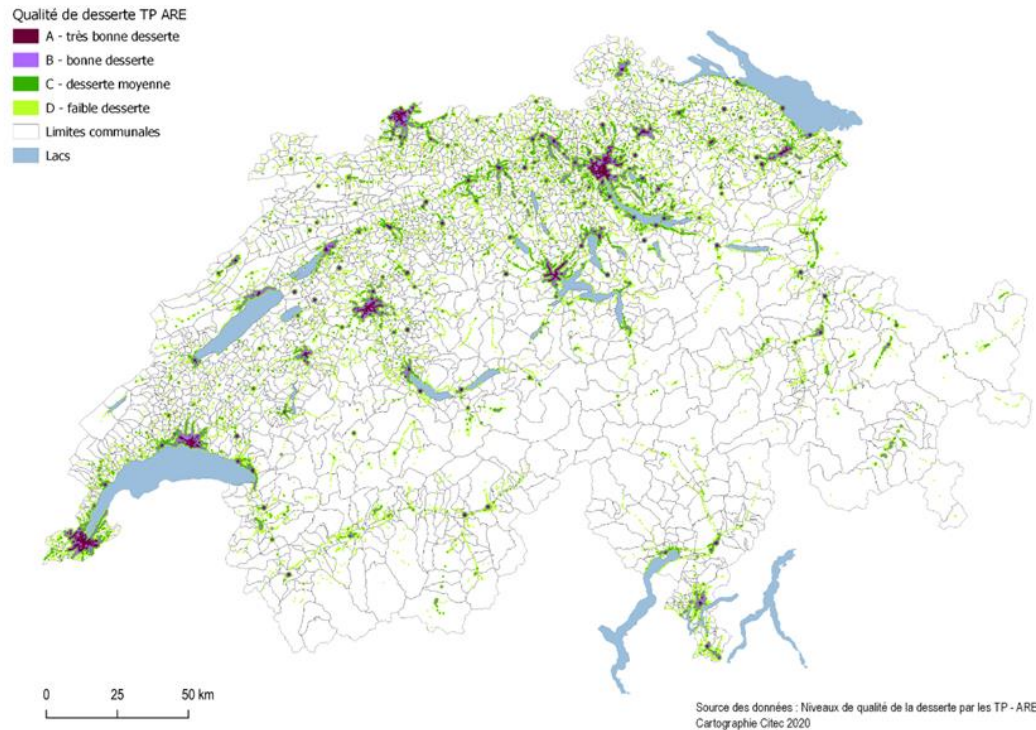 Qualité de desserte TP ARE
A - très bonne desserte
B - bonne desserte
C - desserte moyenne
D - faible desserte
Limites communales
Lacs
0 25 50 km
Source des données : Niveaux de qualité de la desserte par les TP - ARE
Cartographie Citec 2020